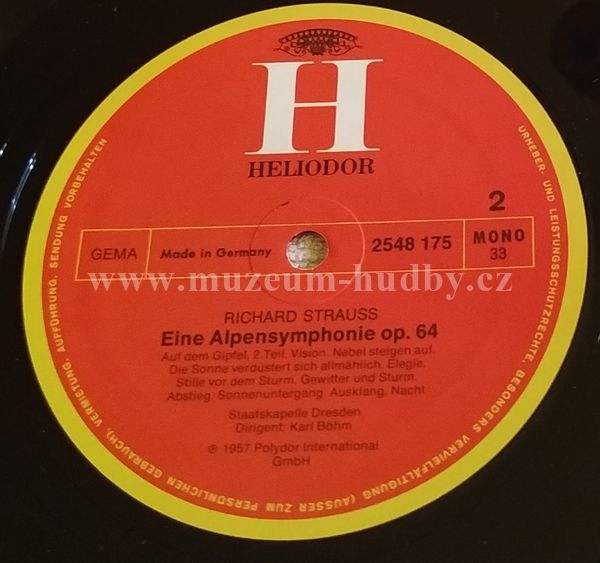 H
HELIODOR
2
GEMA
Made in Germany
2548 175
MONO
33
www.muzeum-hudby.cz
RICHARD STRAUSS
Eine Alpensymphonie op. 64
Auf dem Gipfel. 2. Teil. Vision. Nebel steigen auf.
Die Sonne verdüstert sich allmählich. Elegie.
Stille vor dem Sturm. Gewitter und Sturm.
Abstieg. Sonnenuntergang. Ausklang. Nacht
Staatskapelle Dresden
Dirigent: Karl Böhm
℗ 1957 Polydor International
GmbH
URHEBER- UND LEISTUNGSSCHUTZRECHTE, BESONDERS VERVIELFÄLTIGUNG (AUSSER ZUM PERSÖNLICHEN GEBRAUCH), VERMIETUNG, AUFFÜHRUNG, SENDUNG VORBEHALTEN